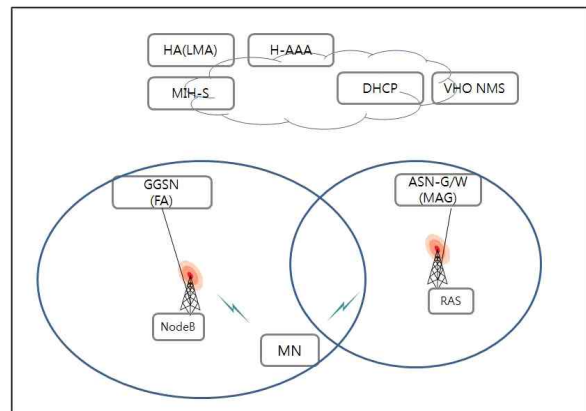 HA(LMA)
H-AAA
MIH-S
DHCP
VHO NMS
GGSN
(FA)
ASN-G/W
(MAG)
NodeB
RAS
MN